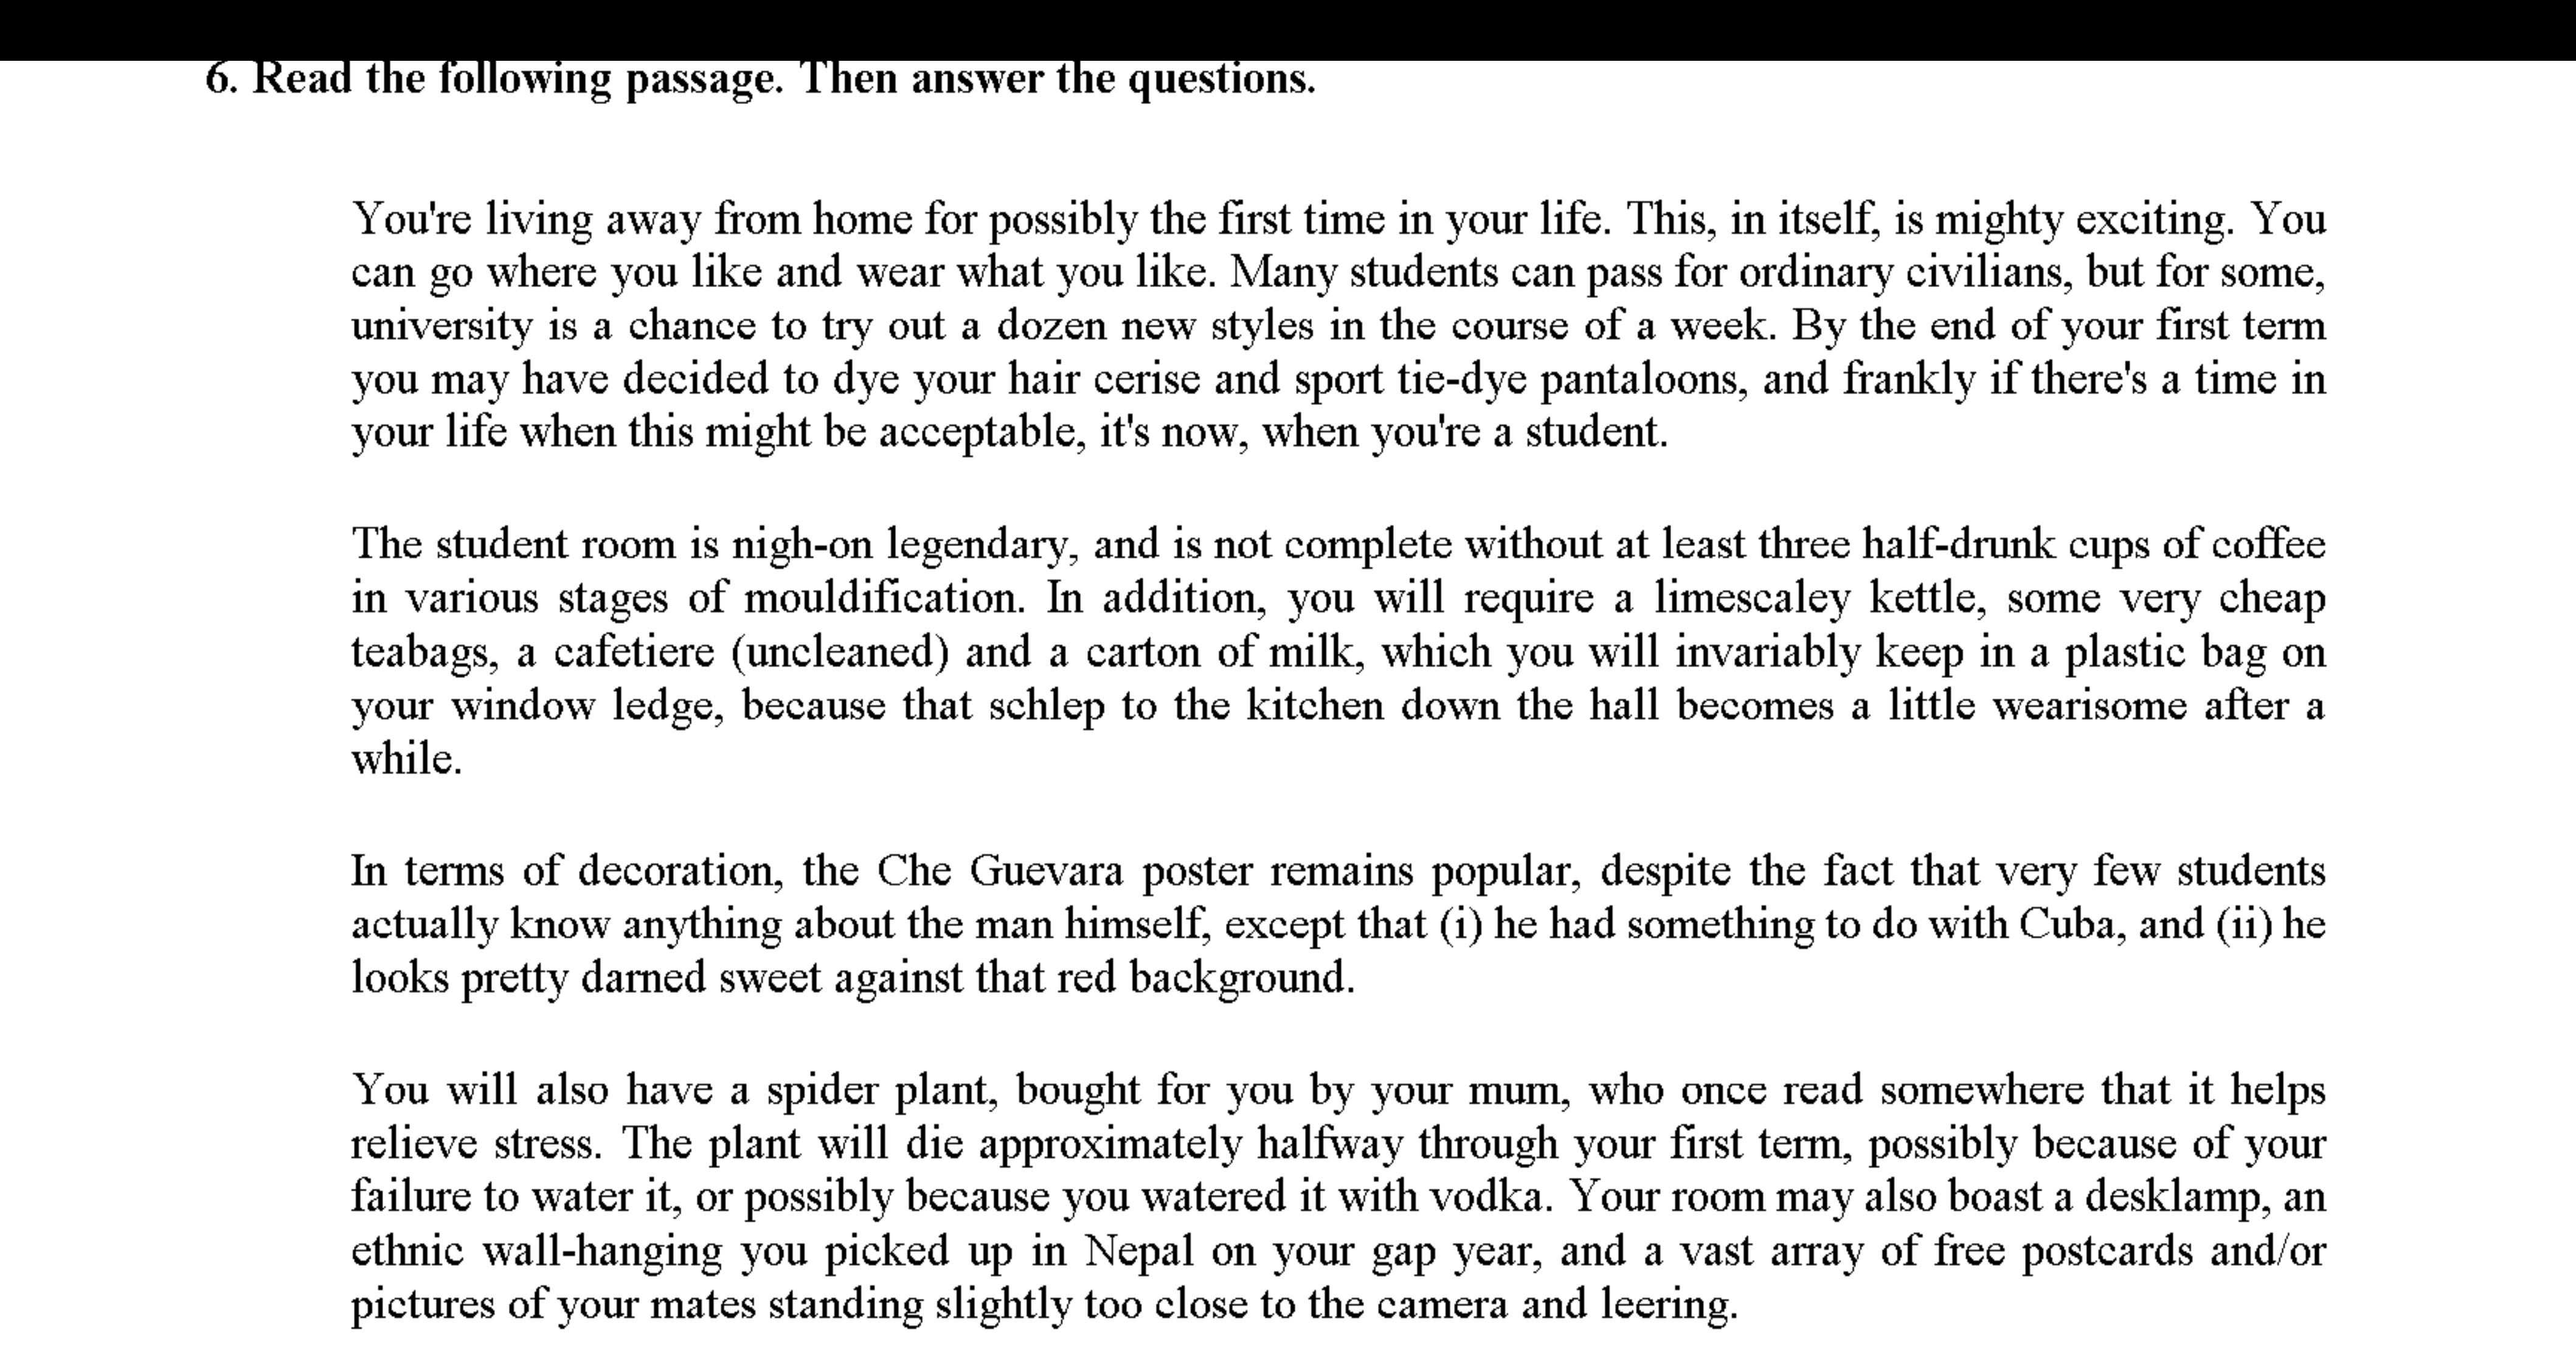 6. Read the following passage. Then answer the questions.
You're living away from home for possibly the first time in your life. This, in itself, is mighty exciting. You
can go where you like and wear what you like. Many students can pass for ordinary civilians, but for some,
university is a chance to try out a dozen new styles in the course of a week. By the end of your first term
you may have decided to dye your hair cerise and sport tie-dye pantaloons, and frankly if there's a time in
your life when this might be acceptable, it's now, when you're a student.
The student room is nigh-on legendary, and is not complete without at least three half-drunk cups of coffee
in various stages of mouldification. In addition, you will require a limescaley kettle, some very cheap
teabags, a cafetiere (uncleaned) and a carton of milk, which you will invariably keep in a plastic bag on
your window ledge, because that schlep to the kitchen down the hall becomes a little wearisome after a
while.
In terms of decoration, the Che Guevara poster remains popular, despite the fact that very few students
actually know anything about the man himself, except that (i) he had something to do with Cuba, and (ii) he
looks pretty darned sweet against that red background.
You will also have a spider plant, bought for you by your mum, who once read somewhere that it helps
relieve stress. The plant will die approximately halfway through your first term, possibly because of your
failure to water it, or possibly because you watered it with vodka. Your room may also boast a desklamp, an
ethnic wall-hanging you picked up in Nepal on your gap year, and a vast array of free postcards and/or
pictures of your mates standing slightly too close to the camera and leering.